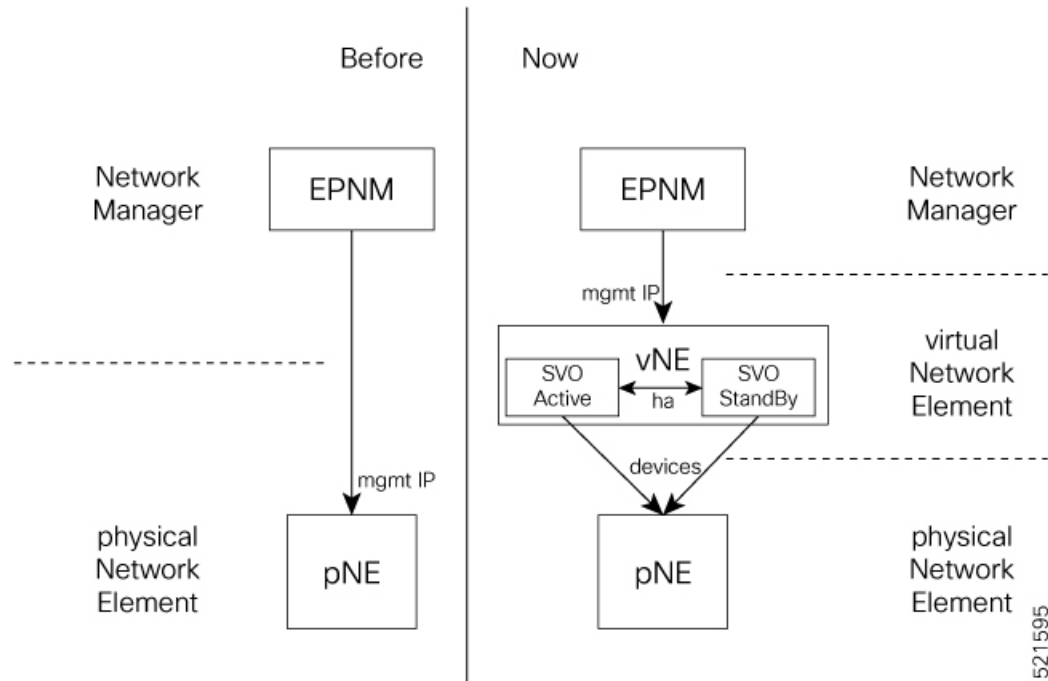 Before
Now
Network
Manager
EPNM
EPNM
Network
Manager
mgmt IP
vNE
SVO
Active
ha
SVO
StandBy
virtual
Network
Element
devices
mgmt IP
physical
Network
Element
pNE
pNE
physical
Network
Element
521595